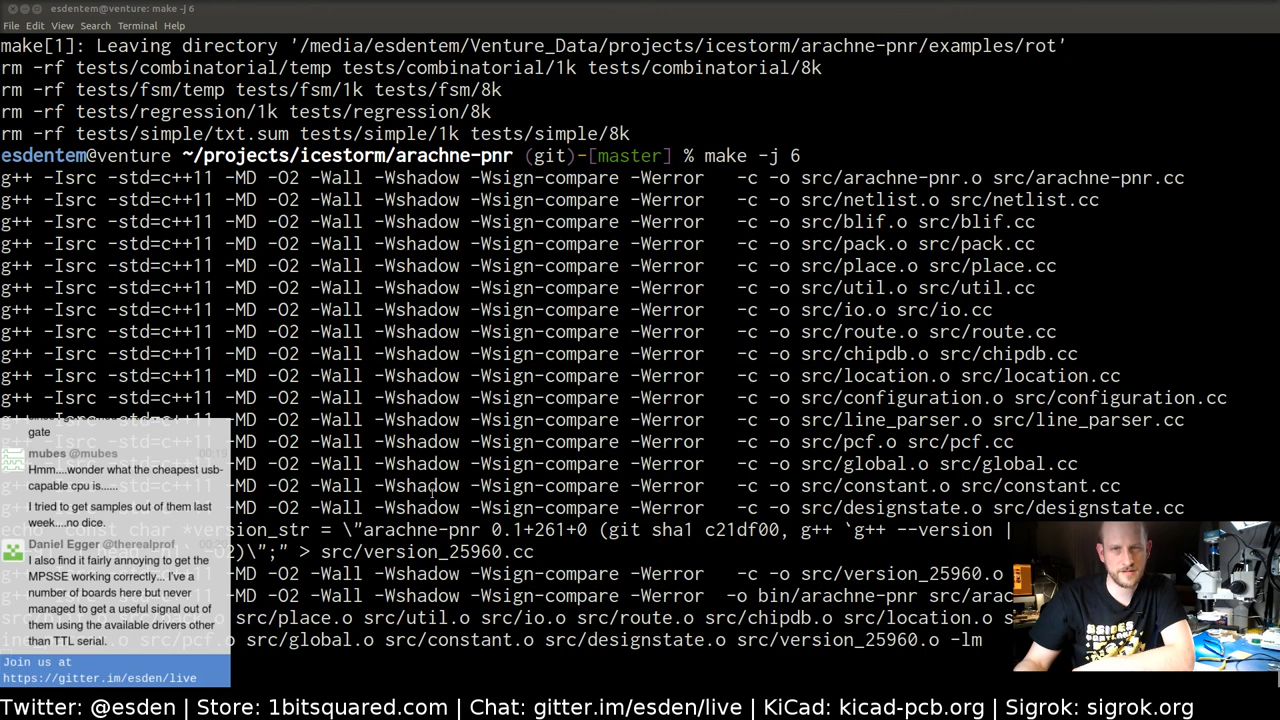 esdentem@venture: make -j 6
File Edit View Search Terminal Help
make[1]: Leaving directory '/media/esdentem/Venture_Data/projects/icestorm/arachne-pnr/examples/rot'
rm -rf tests/combinatorial/temp tests/combinatorial/1k tests/combinatorial/8k
rm -rf tests/fsm/temp tests/fsm/1k tests/fsm/8k
rm -rf tests/regression/1k tests/regression/8k
rm -rf tests/simple/txt.sum tests/simple/1k tests/simple/8k
esdentem@venture ~/projects/icestorm/arachne-pnr (git)-[master] % make -j 6
g++ -Isrc -std=c++11 -MD -O2 -Wall -Wshadow -Wsign-compare -Werror   -c -o src/arachne-pnr.o src/arachne-pnr.cc
g++ -Isrc -std=c++11 -MD -O2 -Wall -Wshadow -Wsign-compare -Werror   -c -o src/netlist.o src/netlist.cc
g++ -Isrc -std=c++11 -MD -O2 -Wall -Wshadow -Wsign-compare -Werror   -c -o src/blif.o src/blif.cc
g++ -Isrc -std=c++11 -MD -O2 -Wall -Wshadow -Wsign-compare -Werror   -c -o src/pack.o src/pack.cc
g++ -Isrc -std=c++11 -MD -O2 -Wall -Wshadow -Wsign-compare -Werror   -c -o src/place.o src/place.cc
g++ -Isrc -std=c++11 -MD -O2 -Wall -Wshadow -Wsign-compare -Werror   -c -o src/util.o src/util.cc
g++ -Isrc -std=c++11 -MD -O2 -Wall -Wshadow -Wsign-compare -Werror   -c -o src/io.o src/io.cc
g++ -Isrc -std=c++11 -MD -O2 -Wall -Wshadow -Wsign-compare -Werror   -c -o src/route.o src/route.cc
g++ -Isrc -std=c++11 -MD -O2 -Wall -Wshadow -Wsign-compare -Werror   -c -o src/chipdb.o src/chipdb.cc
g++ -Isrc -std=c++11 -MD -O2 -Wall -Wshadow -Wsign-compare -Werror   -c -o src/location.o src/location.cc
g++ -Isrc -std=c++11 -MD -O2 -Wall -Wshadow -Wsign-compare -Werror   -c -o src/configuration.o src/configuration.cc
-MD -O2 -Wall -Wshadow -Wsign-compare -Werror   -c -o src/line_parser.o src/line_parser.cc
-MD -O2 -Wall -Wshadow -Wsign-compare -Werror   -c -o src/pcf.o src/pcf.cc
-MD -O2 -Wall -Wshadow -Wsign-compare -Werror   -c -o src/global.o src/global.cc
-MD -O2 -Wall -Wshadow -Wsign-compare -Werror   -c -o src/constant.o src/constant.cc
-MD -O2 -Wall -Wshadow -Wsign-compare -Werror   -c -o src/designstate.o src/designstate.cc
*version_str = \"arachne-pnr 0.1+261+0 (git sha1 c21df00, g++ `g++ --version |
-O2)\";" > src/version_25960.cc
-MD -O2 -Wall -Wshadow -Wsign-compare -Werror   -c -o src/version_25960.o
-MD -O2 -Wall -Wshadow -Wsign-compare -Werror  -o bin/arachne-pnr
src/place.o src/util.o src/io.o src/route.o src/chipdb.o src/location.o
src/pcf.o src/global.o src/constant.o src/designstate.o src/version_25960.o -lm
gate
mubes @mubes 00:19
Hmm....wonder what the cheapest usb-
capable cpu is......
I tried to get samples out of them last
week....no dice.
Daniel Egger @therealprof
I also find it fairly annoying to get the
MPSSE working correctly... I've a
number of boards here but never
managed to get a useful signal out of
them using the available drivers other
than TTL serial.
Join us at
https://gitter.im/esden/live
Twitter: @esden | Store: 1bitsquared.com | Chat: gitter.im/esden/live | KiCad: kicad-pcb.org | Sigrok: sigrok.org